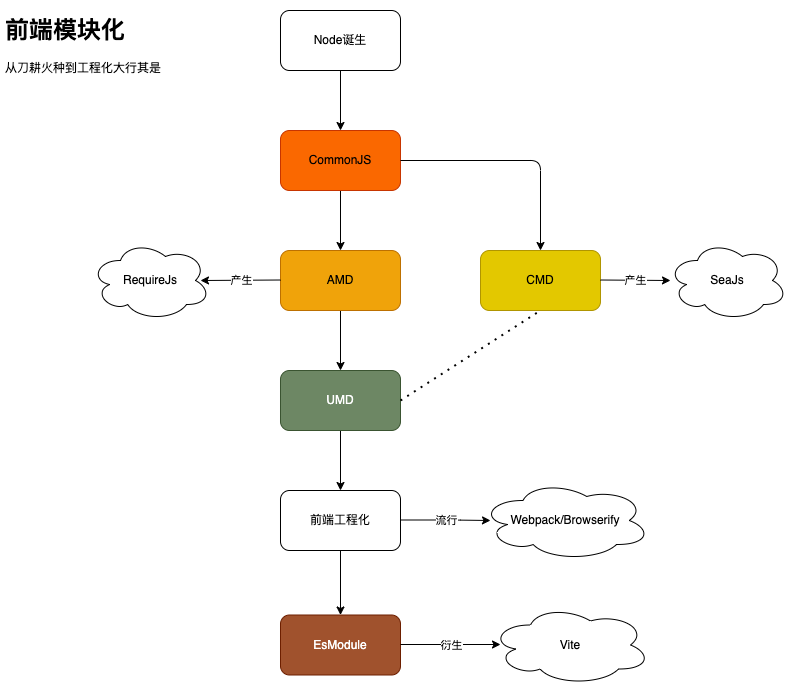 前端模块化
从刀耕火种到工程化大行其是
Node诞生
CommonJS
RequireJs
产生
AMD
CMD
产生
SeaJs
UMD
前端工程化
流行
Webpack/Browserify
EsModule
衍生
Vite